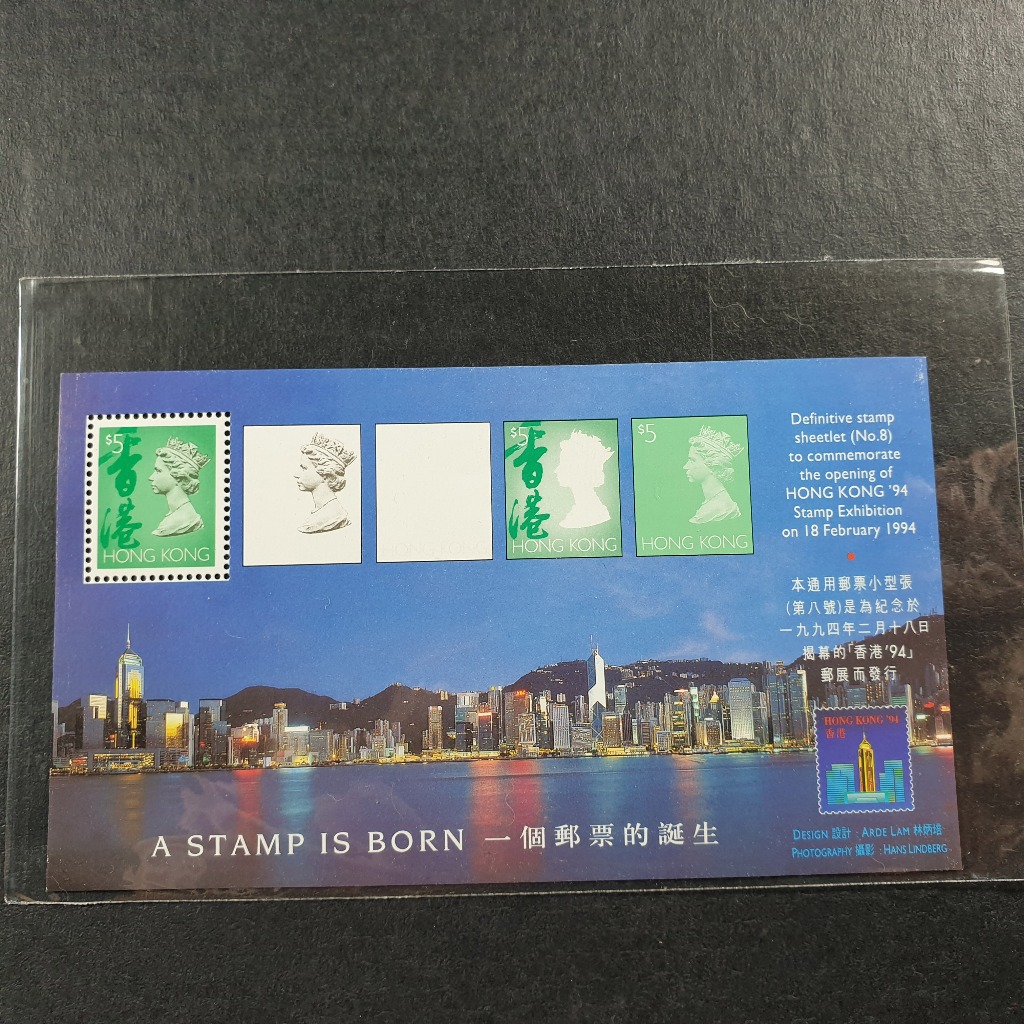 $5
香港
HONG KONG
HONG KONG
$5
香港
HONG KONG
$5
HONG KONG
Definitive stamp
sheetlet (No.8)
to commemorate
the opening of
HONG KONG '94
Stamp Exhibition
on 18 February 1994
本通用郵票小型張
(第八號)是為紀念於
一九九四年二月十八日
揭幕的「香港'94」
郵展而發行
HONG KONG '94
香港
A STAMP IS BORN 一個郵票的誕生
DESIGN 設計 : ARDE LAM 林炳培
PHOTOGRAPHY 攝影 : HANS LINDBERG